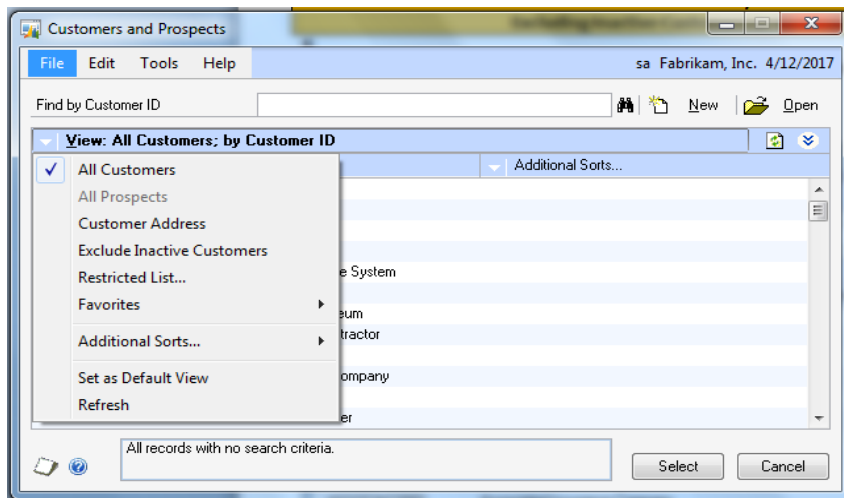 Customers and Prospects
File Edit Tools Help sa Fabrikam, Inc. 4/12/2017
Find by Customer ID New Open
View: All Customers; by Customer ID
All Customers Additional Sorts...
All Prospects
Customer Address
Exclude Inactive Customers
Restricted List... e System
Favorites eum
tractor
Additional Sorts...
Set as Default View ompany
Refresh er
All records with no search criteria.
Select Cancel